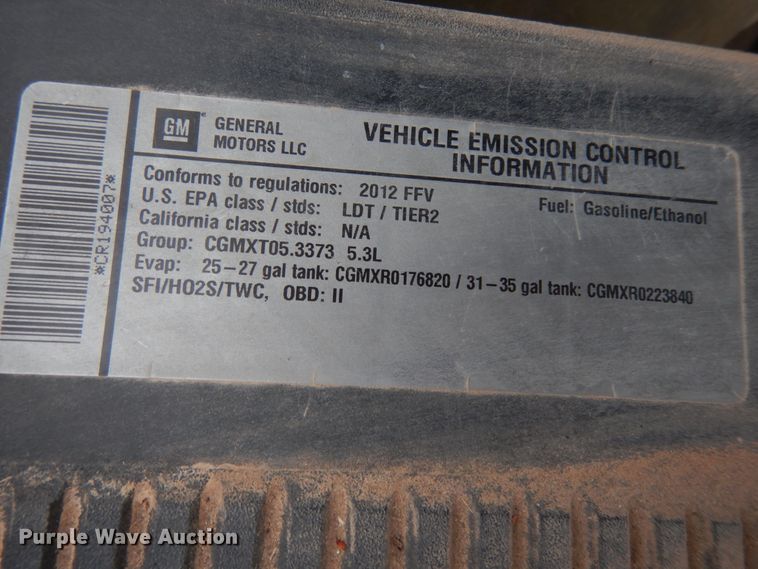 *CR194007*
GM
GENERAL
MOTORS LLC
VEHICLE EMISSION CONTROL
INFORMATION
Conforms to regulations: 2012 FFV
Fuel: Gasoline/Ethanol
U.S. EPA class / stds: LDT / TIER2
California class / stds: N/A
Group: CGMXT05.3373 5.3L
Evap: 25–27 gal tank: CGMXR0176820 / 31–35 gal tank: CGMXR0223840
SFI/HO2S/TWC, OBD: II
Purple Wave Auction